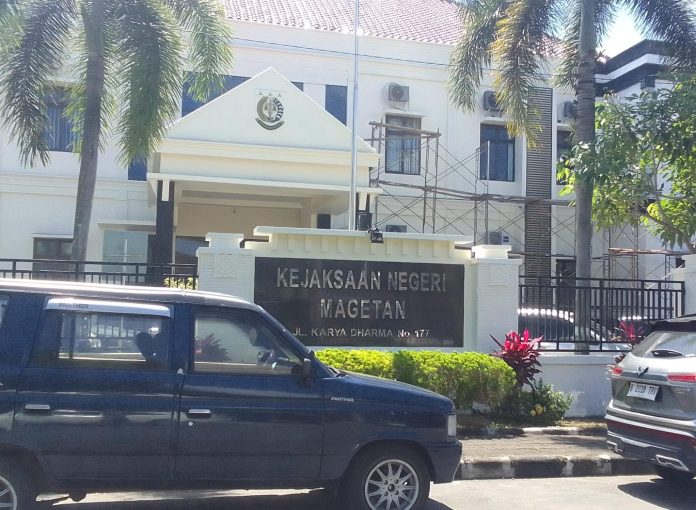 KEJAKSAAN NEGERI
MAGETAN
JL. KARYA DHARMA No. 177
PANTHER
PANTHER